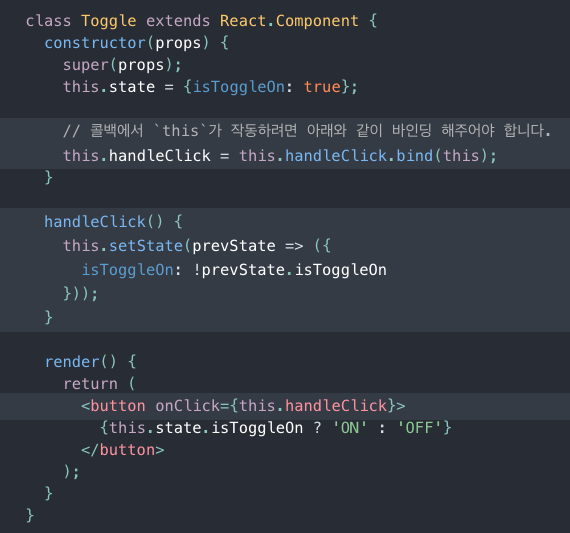 class Toggle extends React.Component {
  constructor(props) {
    super(props);
    this.state = {isToggleOn: true};

    // 콜백에서 `this`가 작동하려면 아래와 같이 바인딩 해주어야 합니다.
    this.handleClick = this.handleClick.bind(this);
  }

  handleClick() {
    this.setState(prevState => ({
      isToggleOn: !prevState.isToggleOn
    }));
  }

  render() {
    return (
      <button onClick={this.handleClick}>
        {this.state.isToggleOn ? 'ON' : 'OFF'}
      </button>
    );
  }
}